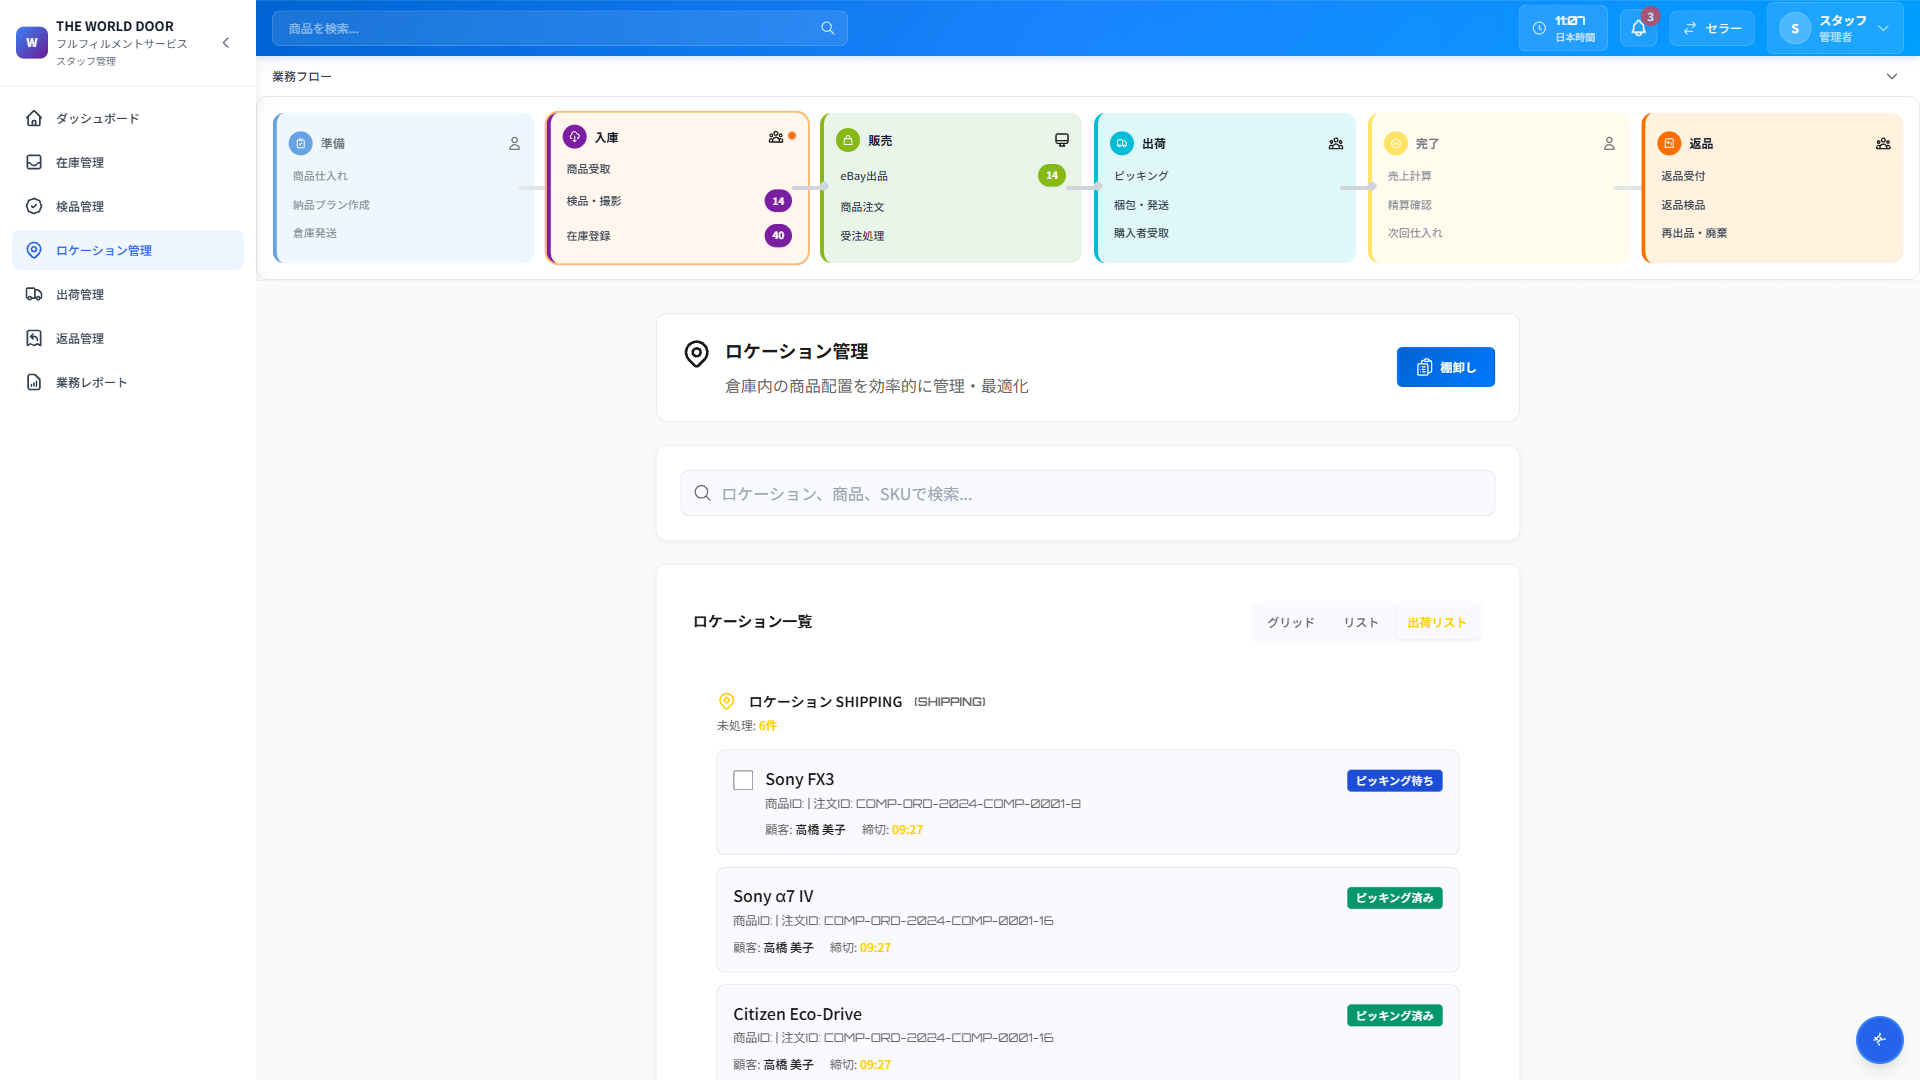 W
THE WORLD DOOR
フルフィルメントサービス
スタッフ管理
商品を検索...
11:07
日本時間
3
セラー
S
スタッフ
管理者
ダッシュボード
在庫管理
検品管理
ロケーション管理
出荷管理
返品管理
業務レポート
業務フロー
準備
商品仕入れ
納品プラン作成
倉庫発送
入庫
商品受取
検品・撮影
14
在庫登録
40
販売
eBay出品
14
商品注文
受注処理
出荷
ピッキング
梱包・発送
購入者受取
完了
売上計算
精算確認
次回仕入れ
返品
返品受付
返品検品
再出品・廃棄
ロケーション管理
倉庫内の商品配置を効率的に管理・最適化
棚卸し
ロケーション、商品、SKUで検索...
ロケーション一覧
グリッド
リスト
出荷リスト
ロケーション SHIPPING (SHIPPING)
未処理: 6件
Sony FX3
ピッキング待ち
商品ID: | 注文ID: COMP-ORD-2024-COMP-0001-8
顧客: 高橋 美子 締切: 09:27
Sony α7 IV
ピッキング済み
商品ID: | 注文ID: COMP-ORD-2024-COMP-0001-16
顧客: 高橋 美子 締切: 09:27
Citizen Eco-Drive
ピッキング済み
商品ID: | 注文ID: COMP-ORD-2024-COMP-0001-16
顧客: 高橋 美子 締切: 09:27